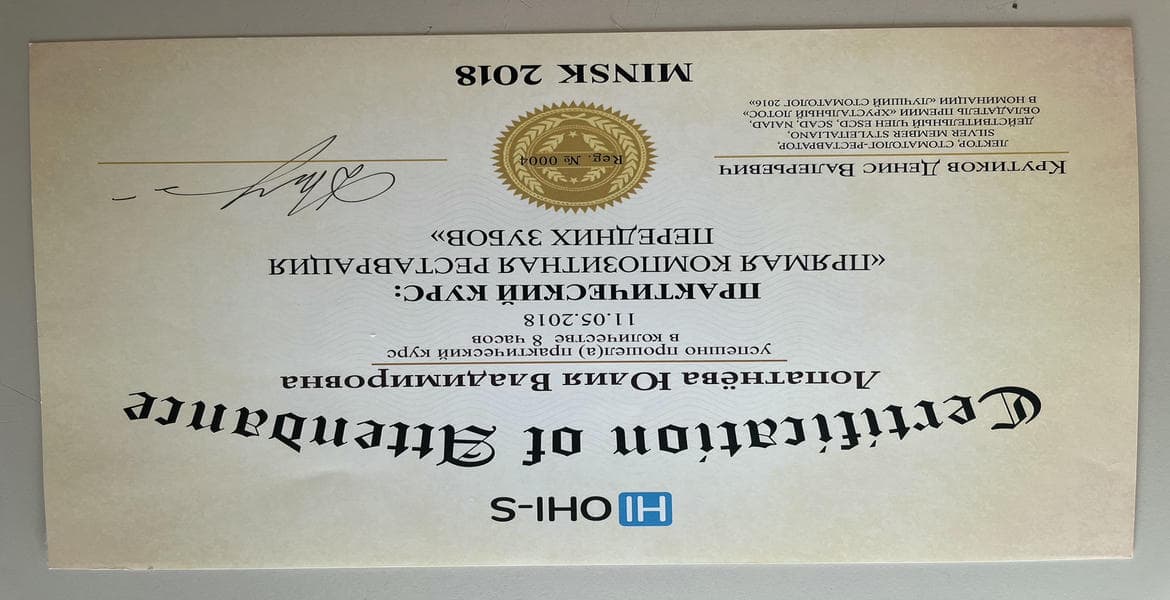 HI OHI-S
Certification of Attendance
Лопатнёва Юлия Владимировна
успешно прошел(а) практический курс
в количестве 8 часов
11.05.2018
ПРАКТИЧЕСКИЙ КУРС:
«ПРЯМАЯ КОМПОЗИТНАЯ РЕСТАВРАЦИЯ
ПЕРЕДНИХ ЗУБОВ»
Крутиков Денис Валерьевич
ЛЕКТОР, СТОМАТОЛОГ-РЕСТАВРАТОР,
SILVER MEMBER STYLEITALIANO,
ДЕЙСТВИТЕЛЬНЫЙ ЧЛЕН ESCD, SCAD, NAIAD,
ОБЛАДАТЕЛЬ ПРЕМИИ «ХРУСТАЛЬНЫЙ ЛОТОС»
В НОМИНАЦИИ «ЛУЧШИЙ СТОМАТОЛОГ 2016»
Reg. № 0004
MINSK 2018